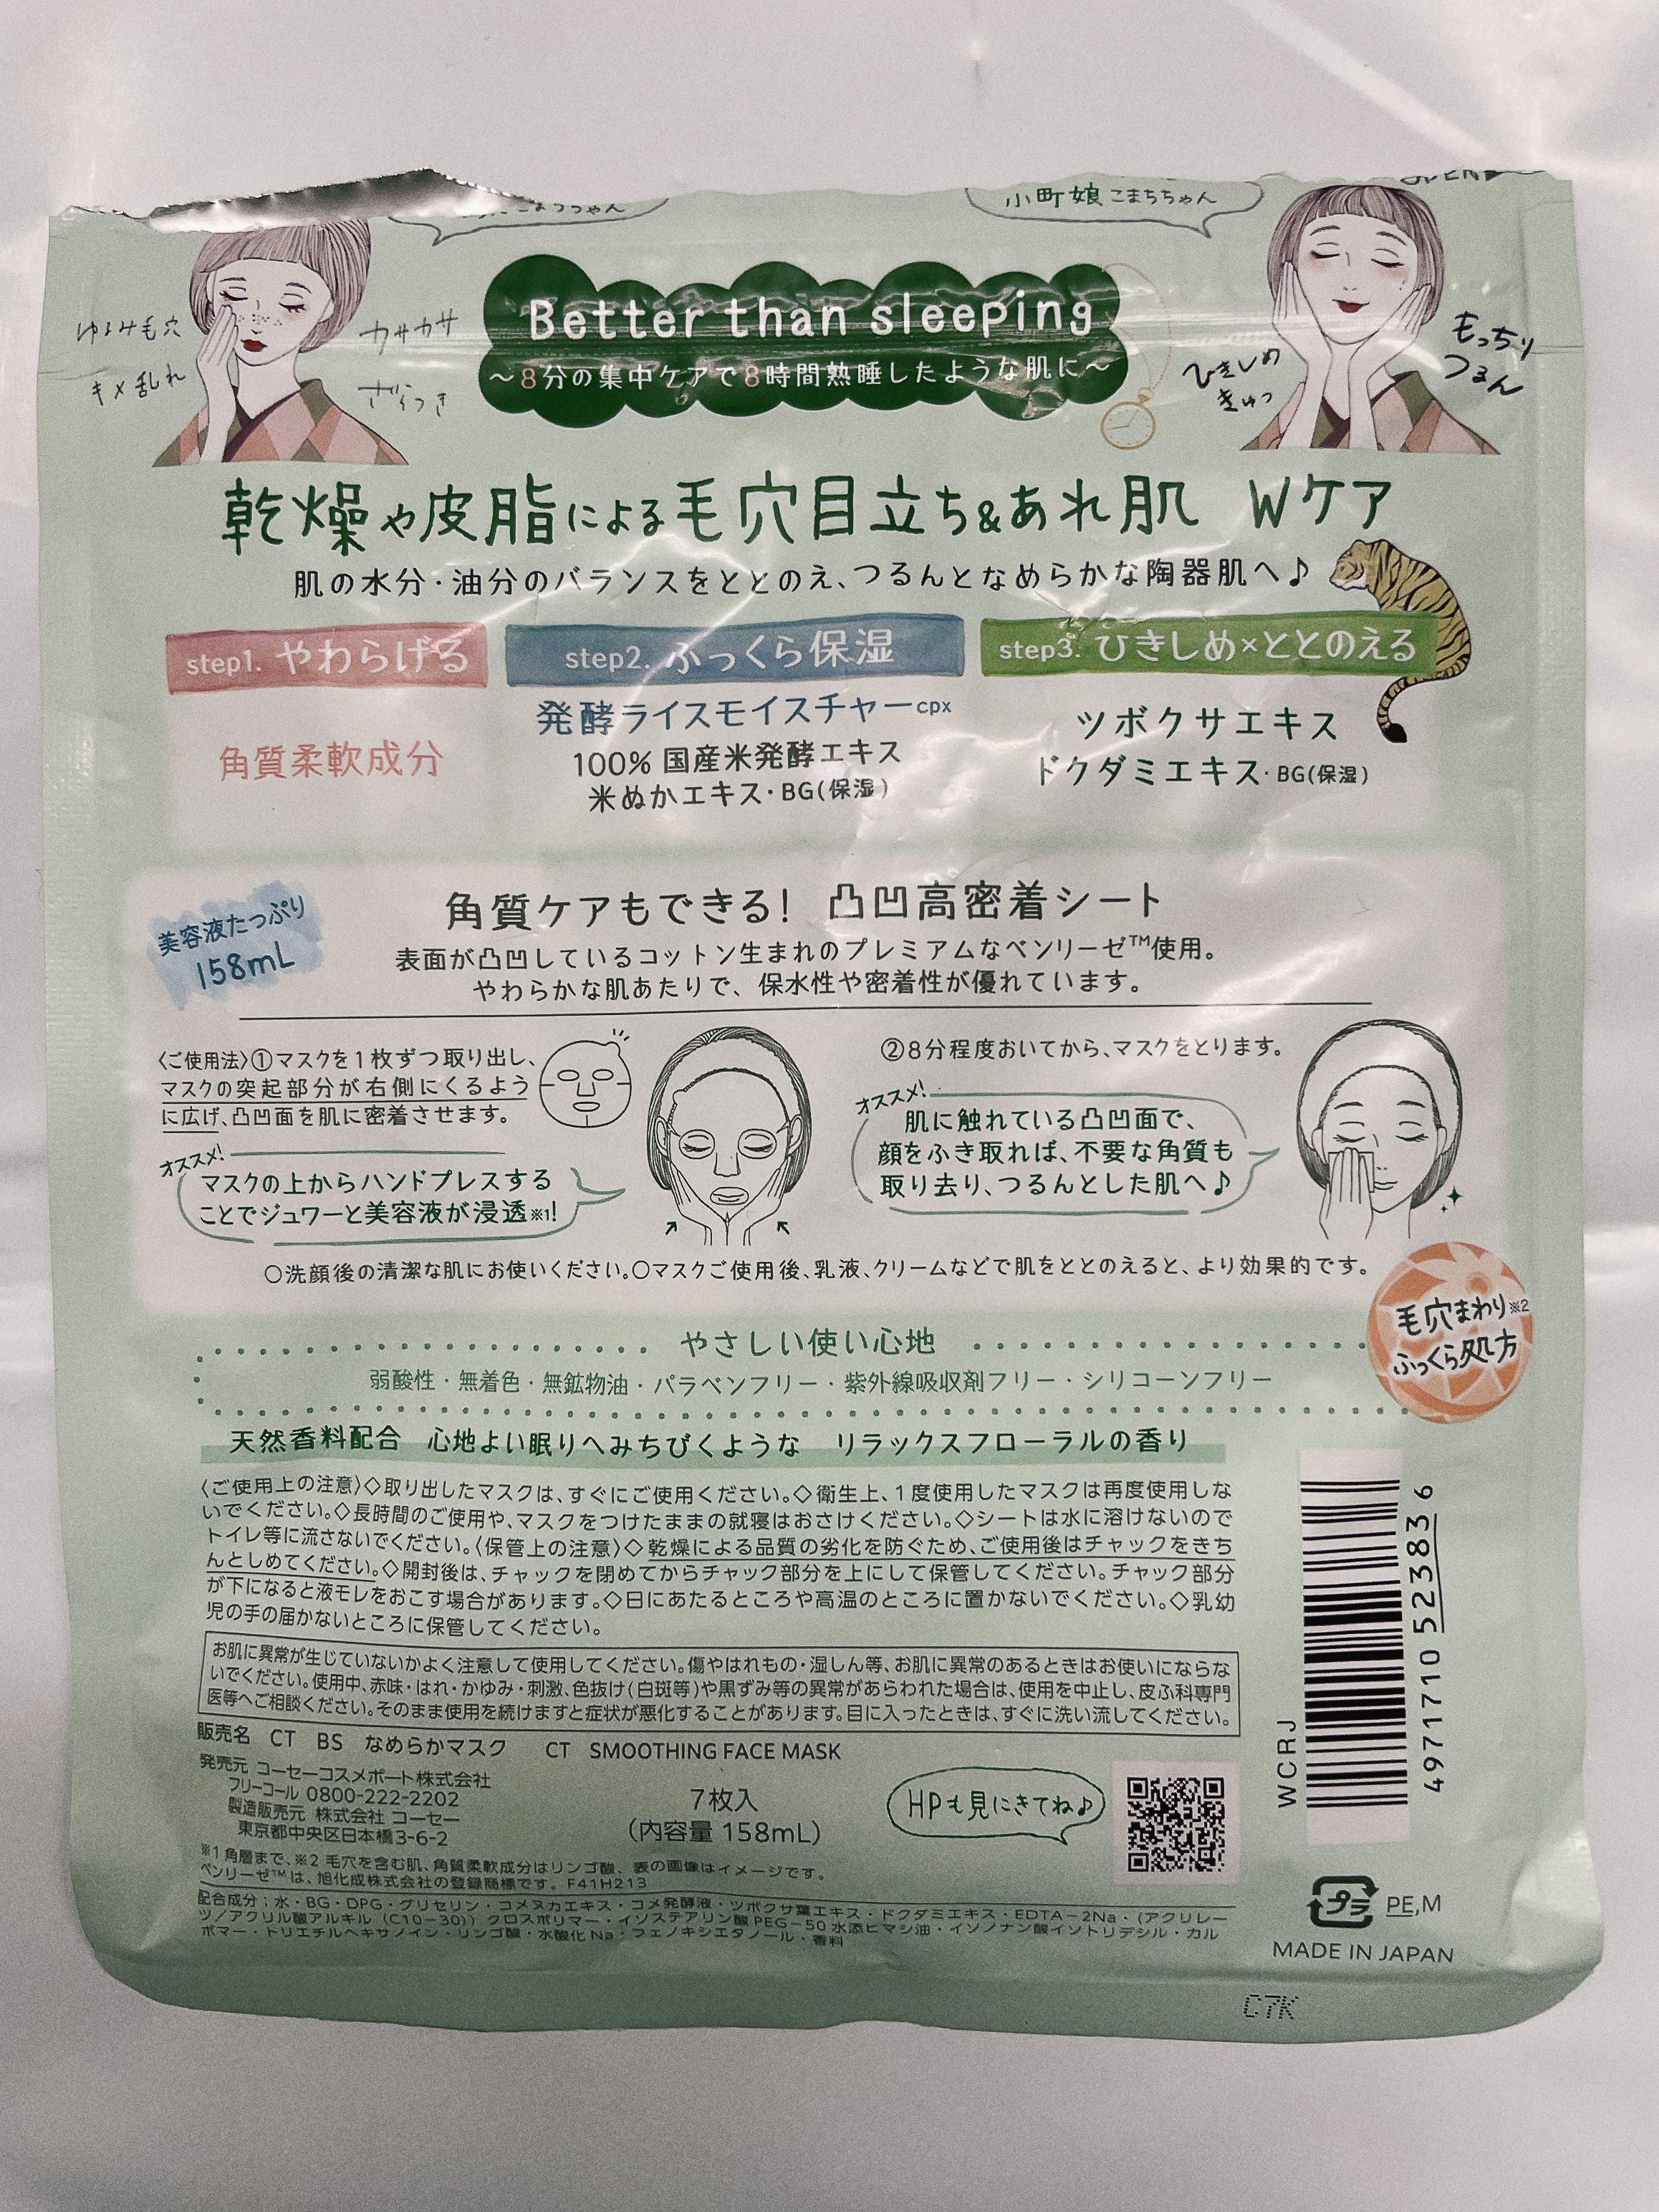 小町娘 こまちちゃん
ゆるみ毛穴
キメ乱れ
カサカサ
ざらつき
Better than sleeping
～8分の集中ケアで8時間熟睡したような肌に～
ひきしめ
きゅっ
もっちり
つるん
乾燥や皮脂による毛穴目立ち&あれ肌 Wケア
肌の水分・油分のバランスをととのえ、つるんとなめらかな陶器肌へ♪
step1. やわらげる
角質柔軟成分
step2. ふっくら保湿
発酵ライスモイスチャーcpx
100% 国産米発酵エキス
米ぬかエキス・BG(保湿)
step3. ひきしめ×ととのえる
ツボクサエキス
ドクダミエキス・BG(保湿)
美容液たっぷり
158mL
角質ケアもできる! 凸凹高密着シート
表面が凸凹しているコットン生まれのプレミアムなベンリーゼ™使用。
やわらかな肌あたりで、保水性や密着性が優れています。
〈ご使用法〉①マスクを1枚ずつ取り出し、
マスクの突起部分が右側にくるよう
に広げ、凸凹面を肌に密着させます。
オススメ!
マスクの上からハンドプレスする
ことでジュワーと美容液が浸透※1!
②8分程度おいてから、マスクをとります。
オススメ!
肌に触れている凸凹面で、
顔をふき取れば、不要な角質も
取り去り、つるんとした肌へ♪
○洗顔後の清潔な肌にお使いください。○マスクご使用後、乳液、クリームなどで肌をととのえると、より効果的です。
毛穴まわり※2
ふっくら処方
やさしい使い心地
弱酸性・無着色・無鉱物油・パラベンフリー・紫外線吸収剤フリー・シリコーンフリー
天然香料配合 心地よい眠りへみちびくような リラックスフローラルの香り
〈ご使用上の注意〉◇取り出したマスクは、すぐにご使用ください。◇衛生上、1度使用したマスクは再度使用しな
いでください。◇長時間のご使用や、マスクをつけたままの就寝はおさけください。◇シートは水に溶けないので
トイレ等に流さないでください。〈保管上の注意〉◇乾燥による品質の劣化を防ぐため、ご使用後はチャックをきち
んとしめてください。◇開封後は、チャックを閉めてからチャック部分を上にして保管してください。チャック部分
が下になると液モレをおこす場合があります。◇日にあたるところや高温のところに置かないでください。◇乳幼
児の手の届かないところに保管してください。
お肌に異常が生じていないかよく注意して使用してください。傷やはれもの・湿しん等、お肌に異常のあるときはお使いにならな
いでください。使用中、赤味・はれ・かゆみ・刺激、色抜け(白斑等)や黒ずみ等の異常があらわれた場合は、使用を中止し、皮ふ科専門
医等へご相談ください。そのまま使用を続けますと症状が悪化することがあります。目に入ったときは、すぐに洗い流してください。
販売名 CT BS なめらかマスク CT SMOOTHING FACE MASK
発売元 コーセーコスメポート株式会社
フリーコール 0800-222-2202
製造販売元 株式会社 コーセー
東京都中央区日本橋3-6-2
7枚入
(内容量 158mL)
HPも見にきてね♪
※1 角層まで、※2 毛穴を含む肌、角質柔軟成分はリンゴ酸、表の画像はイメージです。
ベンリーゼ™は、旭化成株式会社の登録商標です。 F41H213
配合成分:水・BG・DPG・グリセリン・コメヌカエキス・コメ発酵液・ツボクサ葉エキス・ドクダミエキス・EDTA-2Na・(アクリレー
ツ/アクリル酸アルキル(C10-30))クロスポリマー・イソステアリン酸PEG-50水添ヒマシ油・イソノナン酸イソトリデシル・カル
ボマー・トリエチルヘキサノイン・リンゴ酸・水酸化Na・フェノキシエタノール・香料
WCRJ
4971710 523836
プラ PE,M
MADE IN JAPAN
C7K